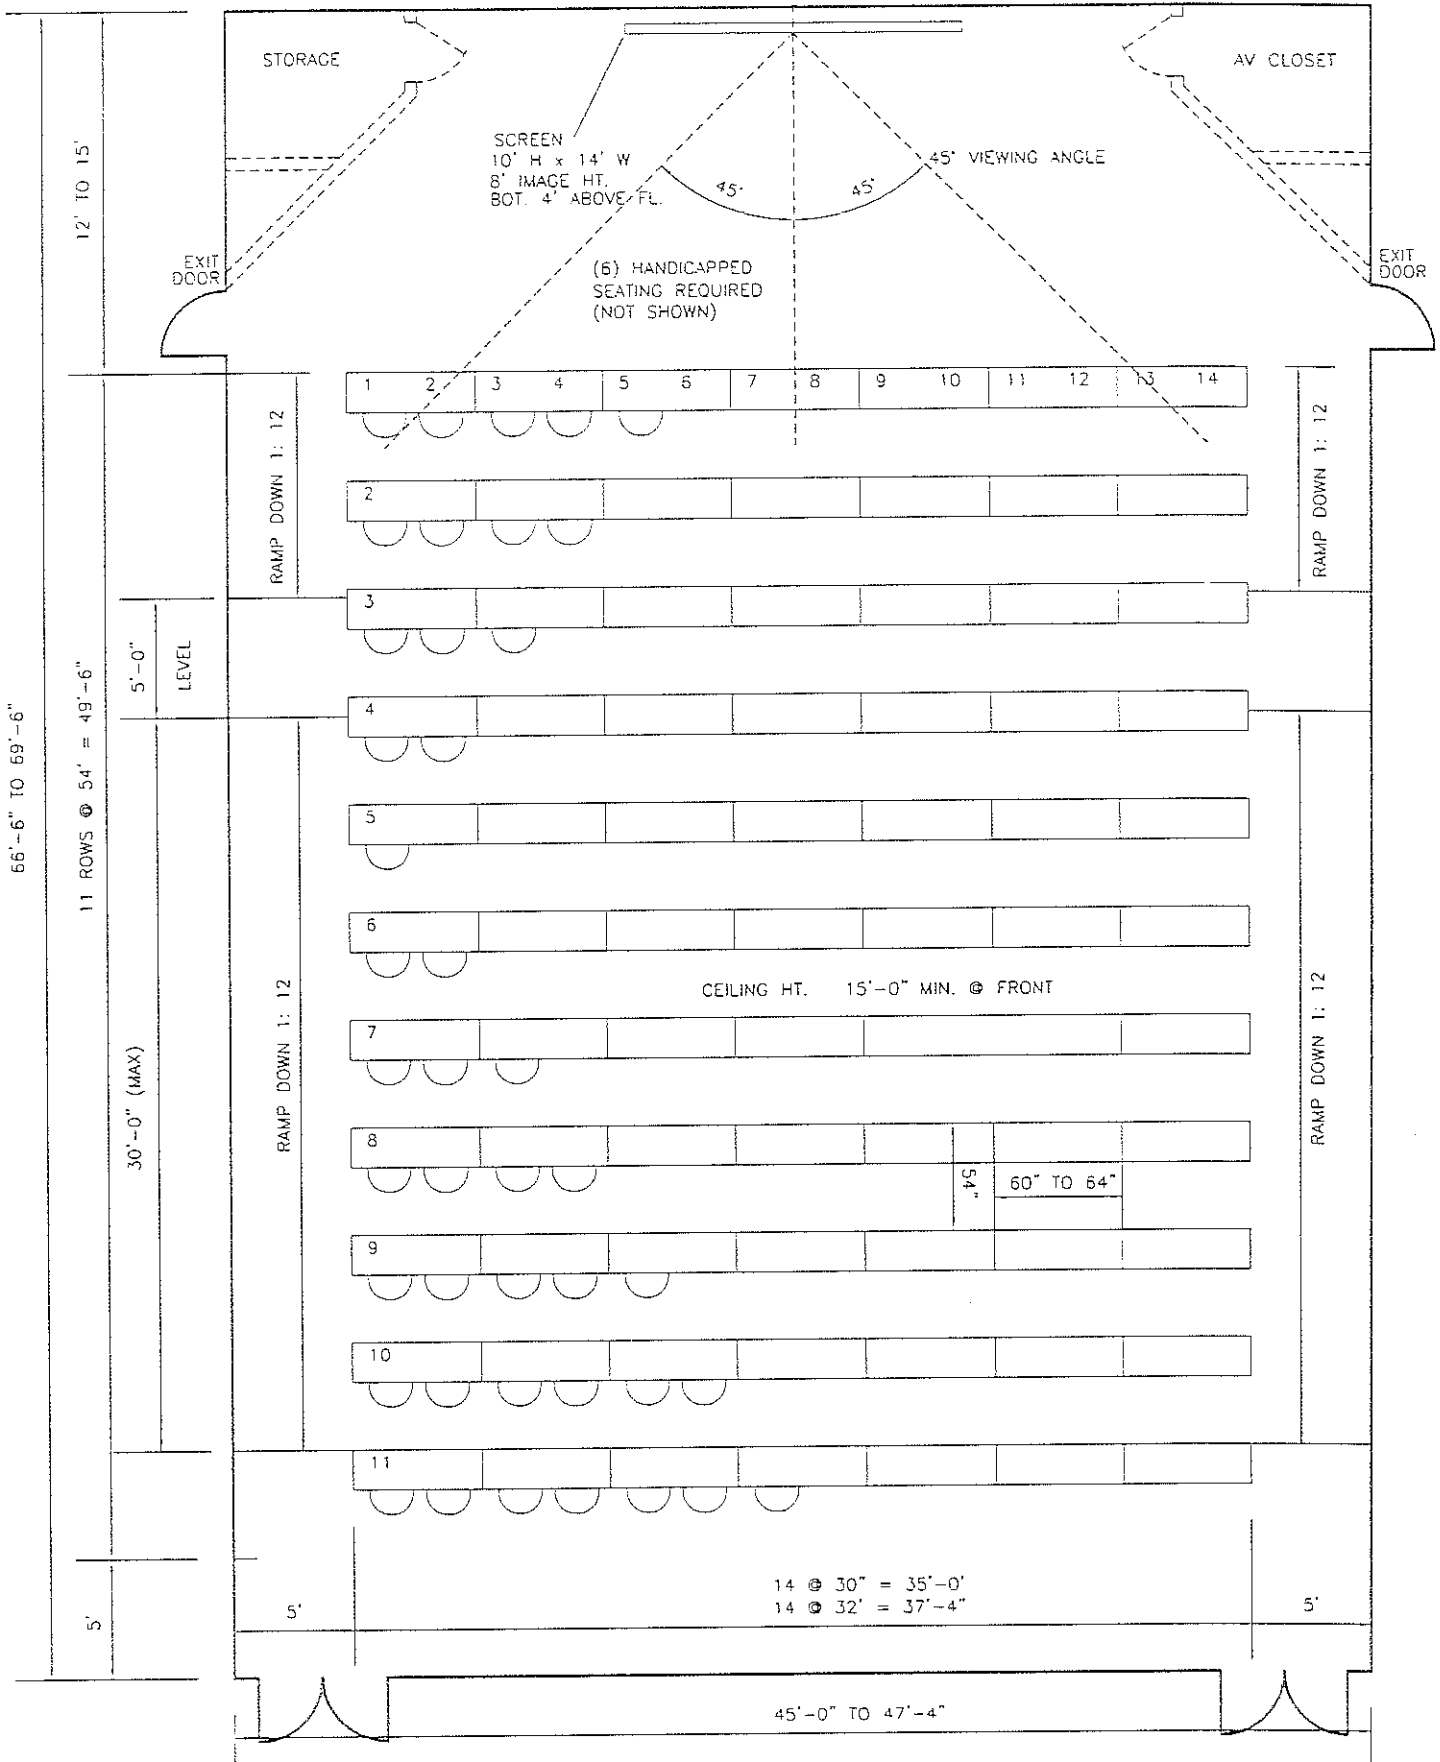 STORAGE
AV CLOSET
SCREEN
10' H x 14' W
8' IMAGE HT.
BOT. 4' ABOVE FL.
45° VIEWING ANGLE
45°
45°
12' TO 15'
EXIT
DOOR
EXIT
DOOR
(6) HANDICAPPED
SEATING REQUIRED
(NOT SHOWN)
1 2 3 4 5 6 7 8 9 10 11 12 13 14
RAMP DOWN 1: 12
RAMP DOWN 1: 12
2
3
5'-0"
LEVEL
4
66'-6" TO 69'-6"
11 ROWS @ 54' = 49'-6"
5
6
CEILING HT. 15'-0" MIN. @ FRONT
30'-0" (MAX)
RAMP DOWN 1: 12
RAMP DOWN 1: 12
7
8
54"
60" TO 64"
9
10
11
14 @ 30" = 35'-0'
14 @ 32' = 37'-4"
5'
5'
5'
45'-0" TO 47'-4"